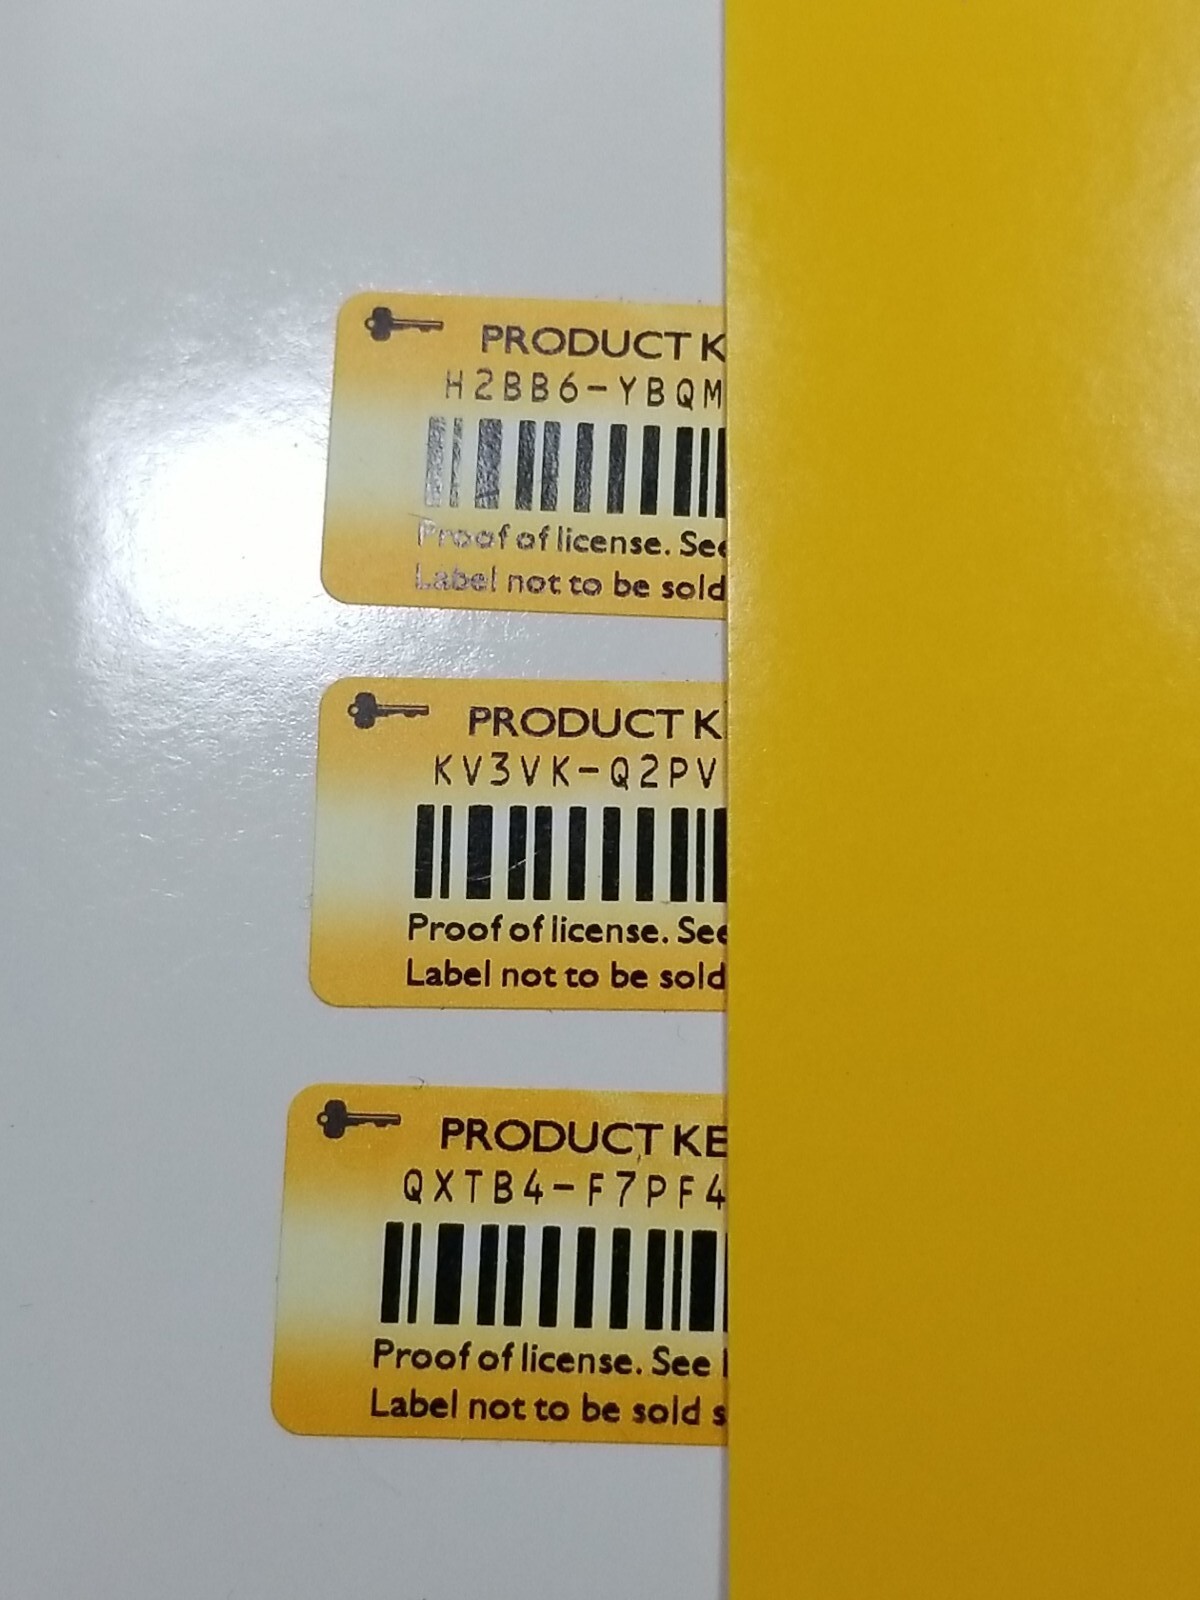 PRODUCT K
H2BB6-YBQM
Proof of license. See
Label not to be sold
PRODUCT K
KV3VK-Q2PV
Proof of license. See
Label not to be sold
PRODUCT KE
QXTB4-F7PF4
Proof of license. See
Label not to be sold s